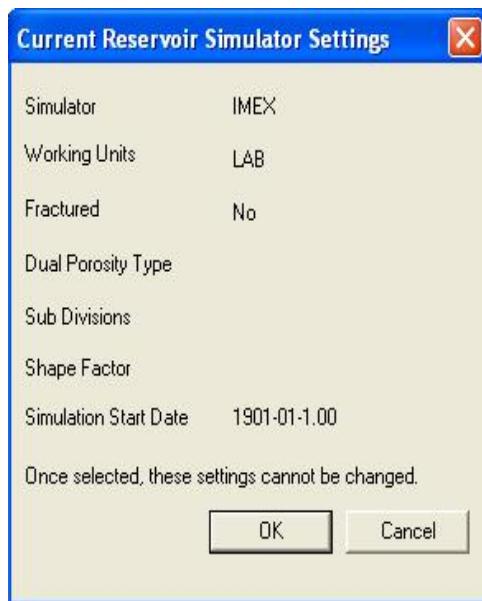 Current Reservoir Simulator Settings
Simulator IMEX
Working Units LAB
Fractured No
Dual Porosity Type
Sub Divisions
Shape Factor
Simulation Start Date 1901-01-1.00
Once selected, these settings cannot be changed.
OK Cancel